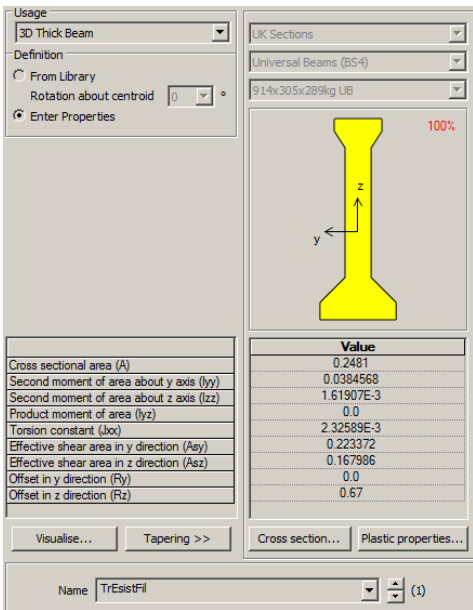 Usage
3D Thick Beam
Definition
From Library
Rotation about centroid 0 °
Enter Properties
UK Sections
Universal Beams (BS4)
914x305x289kg UB
100%
z
y
Value
Cross sectional area (A) 0.2481
Second moment of area about y axis (Iyy) 0.0384568
Second moment of area about z axis (Izz) 1.61907E-3
Product moment of area (Iyz) 0.0
Torsion constant (Jxx) 2.32589E-3
Effective shear area in y direction (Asy) 0.223372
Effective shear area in z direction (Asz) 0.167986
Offset in y direction (Ry) 0.0
Offset in z direction (Rz) 0.67
Visualise... Tapering >> Cross section... Plastic properties...
Name TrEsistFil (1)